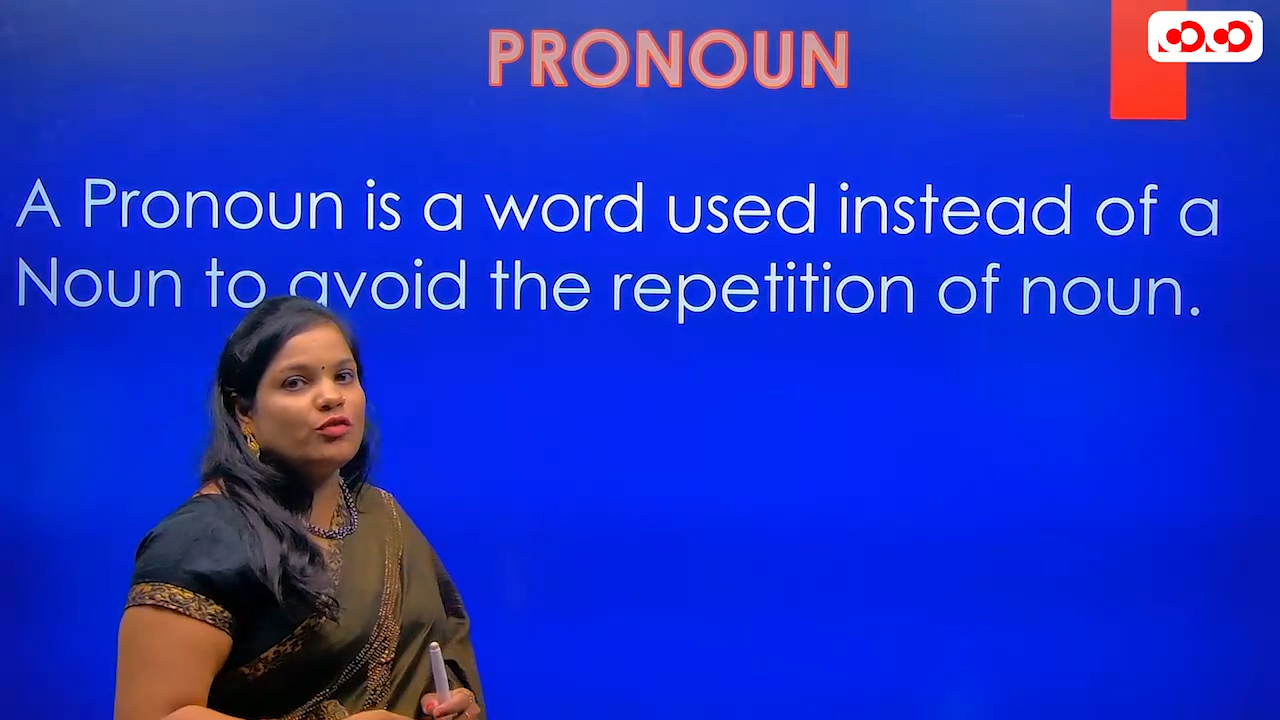 PRONOUN
A Pronoun is a word used instead of a
Noun to avoid the repetition of noun.